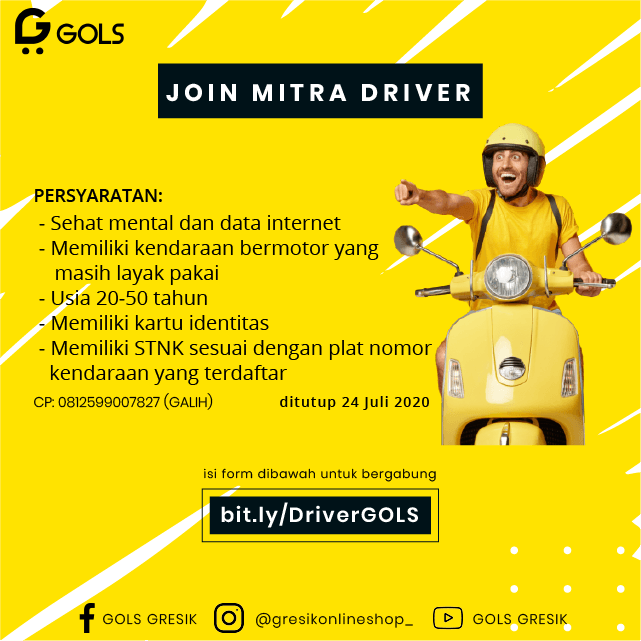 GOLS
JOIN MITRA DRIVER
PERSYARATAN:
- Sehat mental dan data internet
- Memiliki kendaraan bermotor yang
masih layak pakai
- Usia 20-50 tahun
- Memiliki kartu identitas
- Memiliki STNK sesuai dengan plat nomor
kendaraan yang terdaftar
CP: 0812599007827 (GALIH) ditutup 24 Juli 2020
isi form dibawah untuk bergabung
bit.ly/DriverGOLS
GOLS GRESIK @gresikonlineshop_ GOLS GRESIK